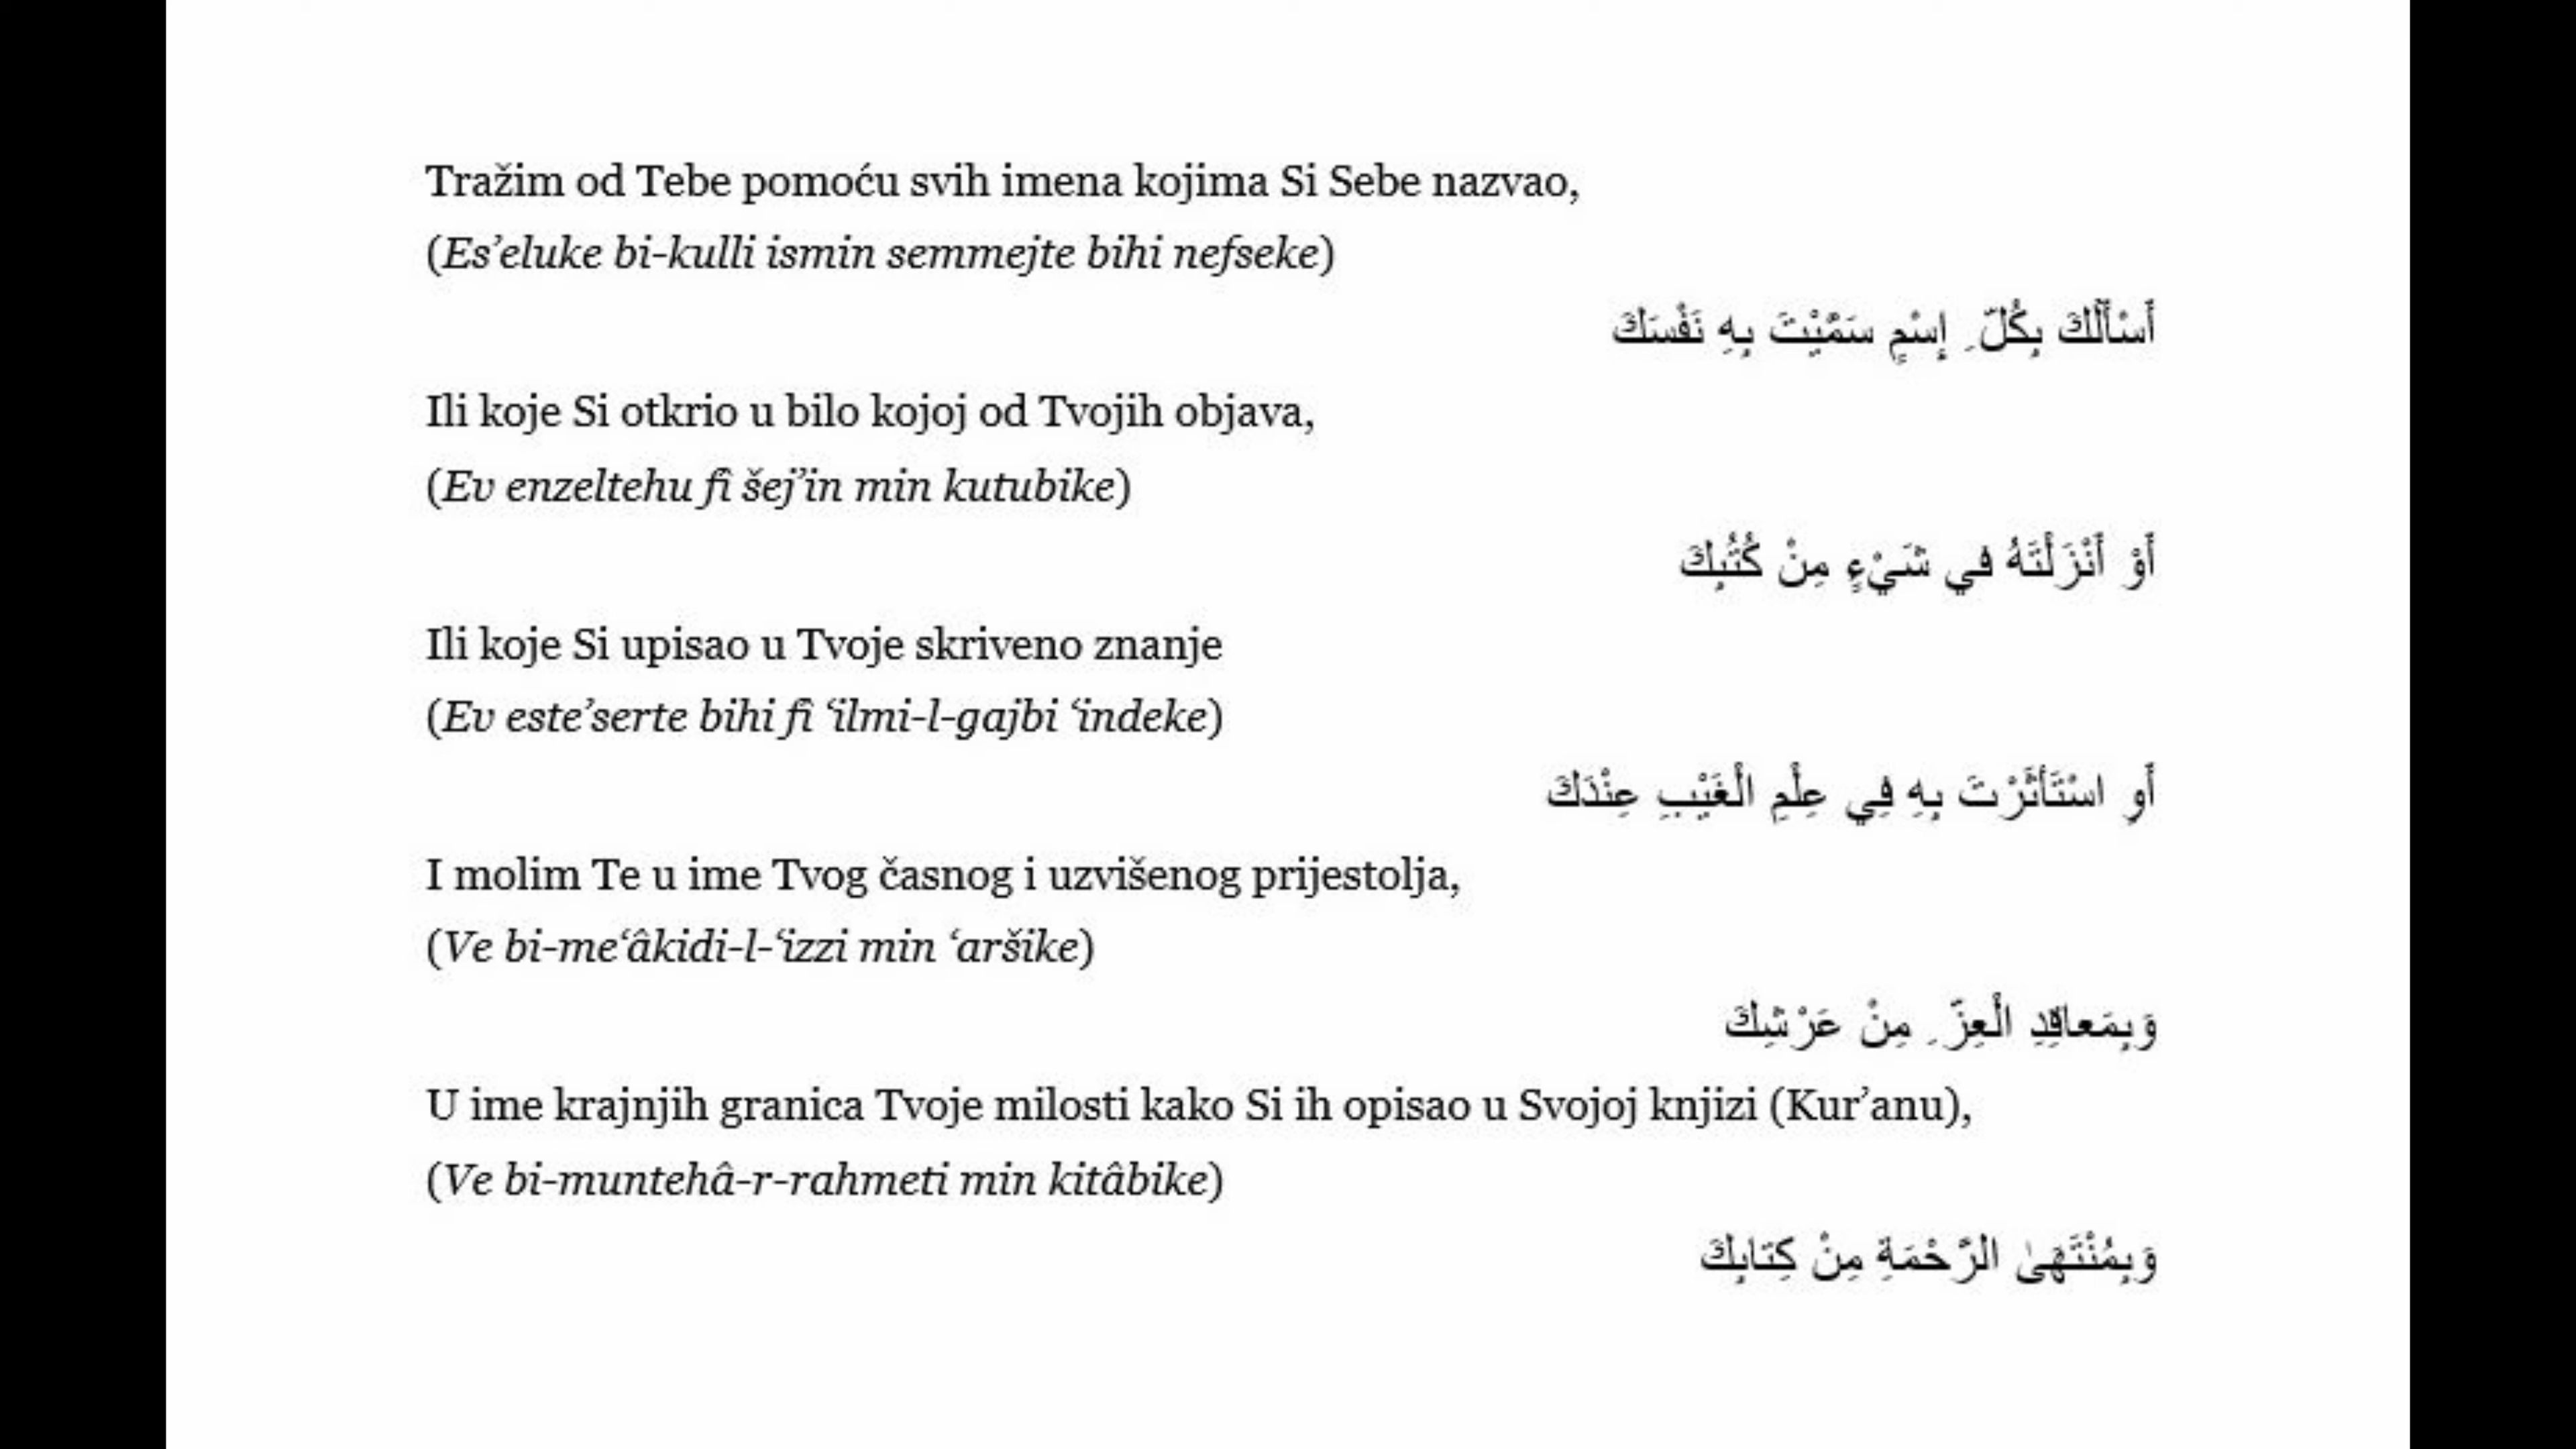 Tražim od Tebe pomoću svih imena kojima Si Sebe nazvao,
(Es’eluke bi-kulli ismin semmejte bihi nefseke)
أَسْأَلُكَ بِكُلِّ إِسْمٍ سَمَّيْتَ بِهِ نَفْسَكَ
Ili koje Si otkrio u bilo kojoj od Tvojih objava,
(Ev enzeltehu fî šej’in min kutubike)
أَوْ أَنْزَلْتَهُ في شَيْءٍ مِنْ كُتُبِكَ
Ili koje Si upisao u Tvoje skriveno znanje
(Ev este’serte bihi fî ‘ilmi-l-gajbi ‘indeke)
أَوِ اسْتَأثَرْتَ بِهِ فِي عِلْمِ الْغَيْبِ عِنْدَكَ
I molim Te u ime Tvog časnog i uzvišenog prijestolja,
(Ve bi-me‘âkidi-l-‘izzi min ‘aršike)
وَبِمَعاقِدِ الْعِزِّ مِنْ عَرْشِكَ
U ime krajnjih granica Tvoje milosti kako Si ih opisao u Svojoj knjizi (Kur’anu),
(Ve bi-muntehâ-r-rahmeti min kitâbike)
وَبِمُنْتَهَىٰ الرَّحْمَةِ مِنْ كِتابِكَ